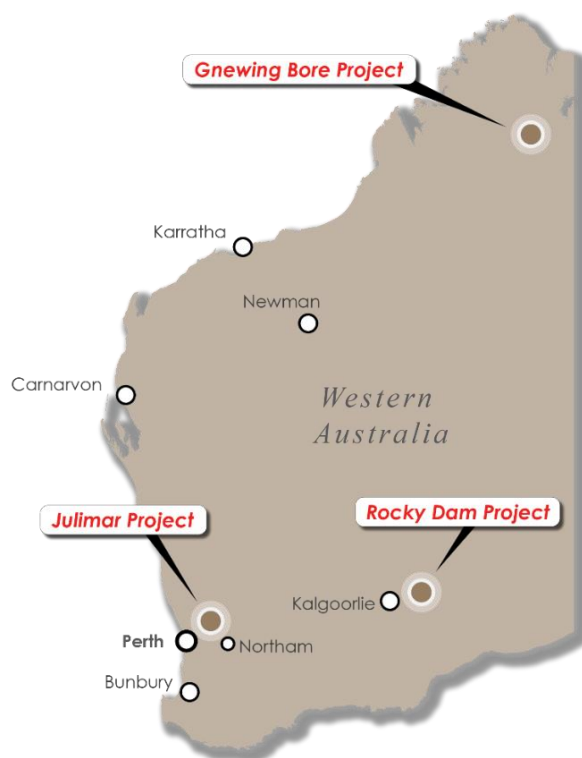 Gnewing Bore Project
Karratha
Newman
Carnarvon
Western
Australia
Julimar Project
Rocky Dam Project
Kalgoorlie
Perth
Northam
Bunbury